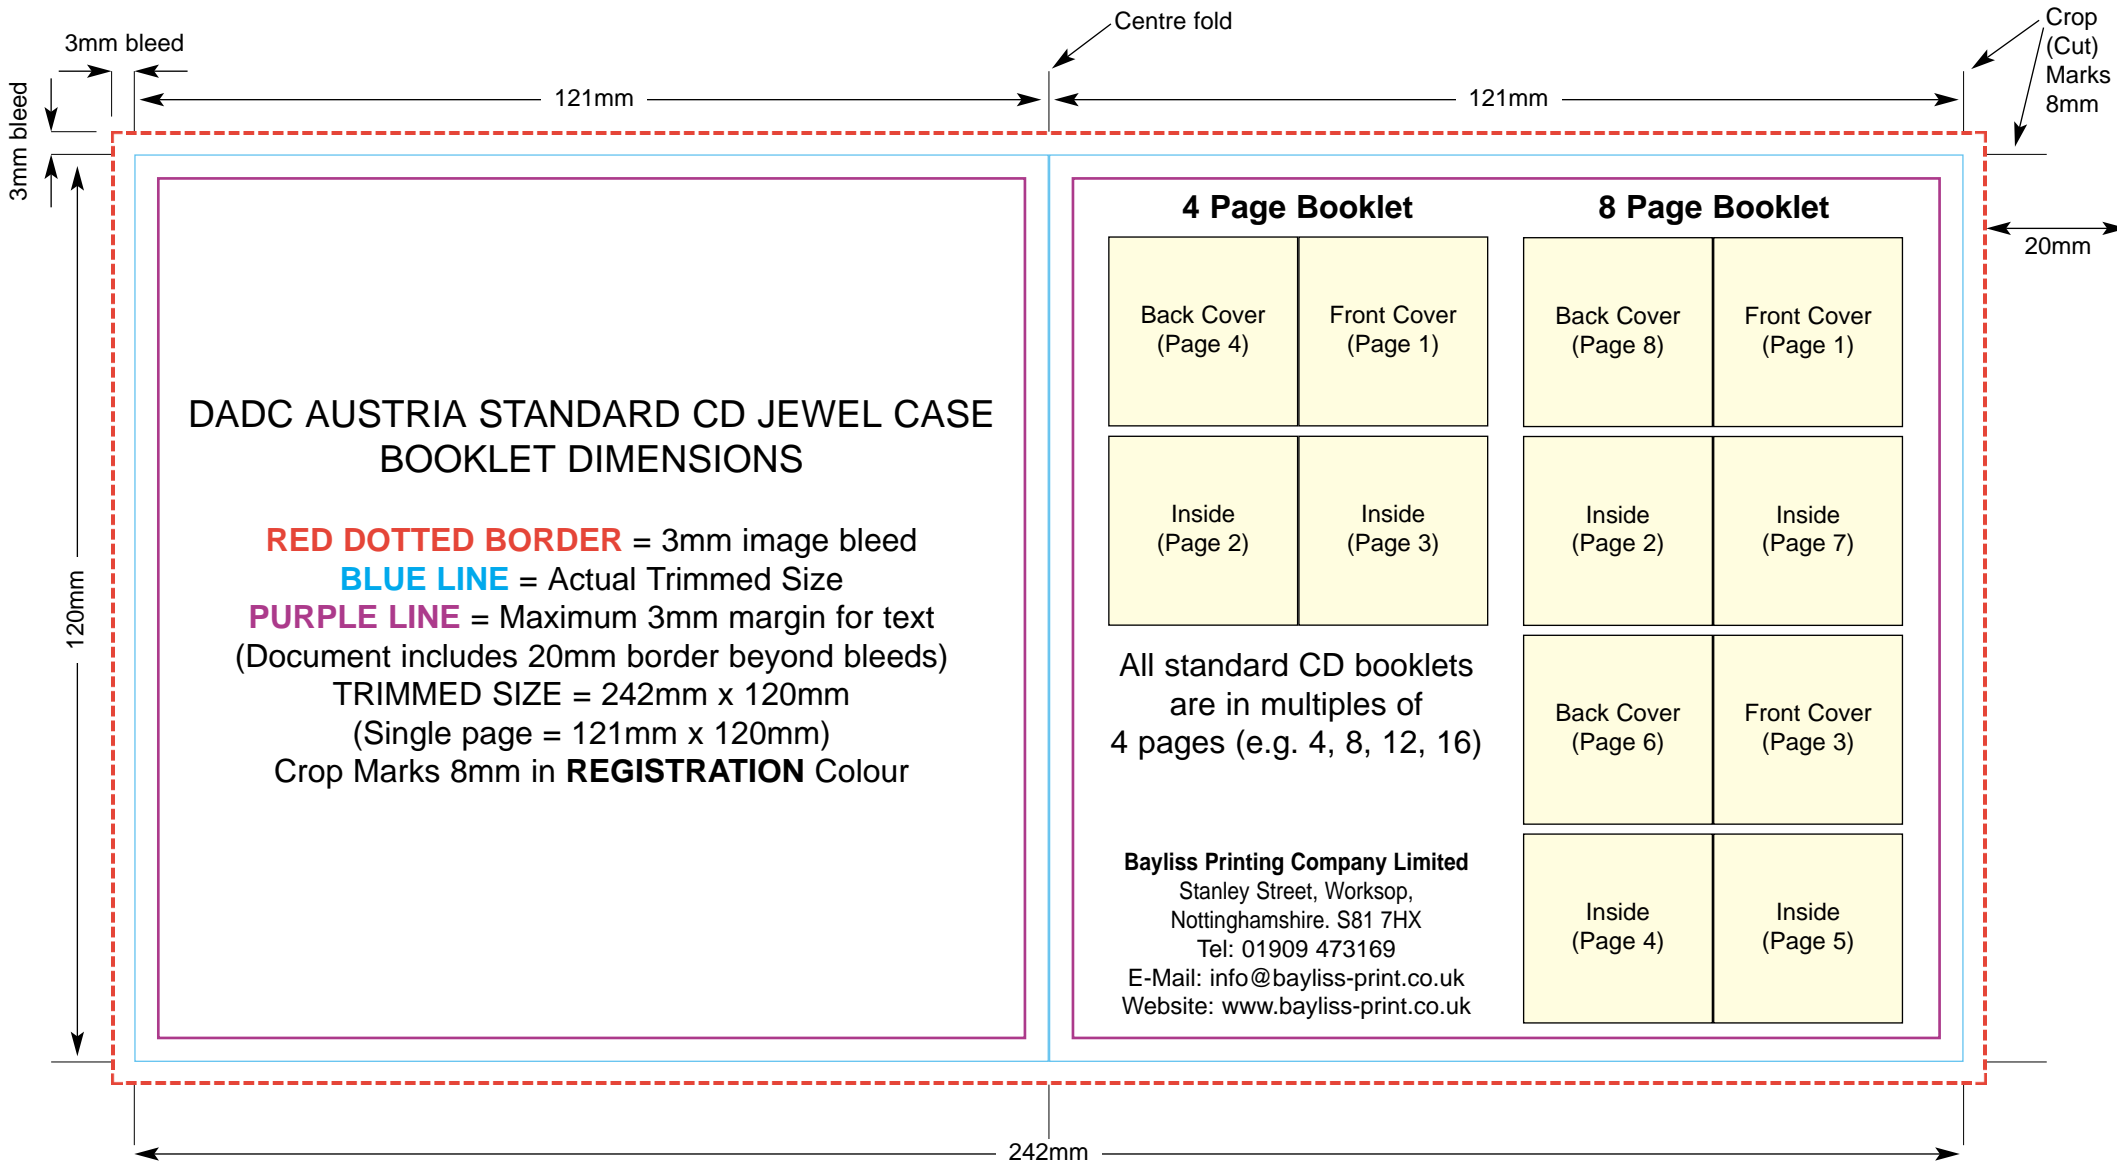 3mm bleed
3mm bleed
Centre fold
Crop
(Cut)
Marks
8mm
121mm
121mm
20mm
120mm
DADC AUSTRIA STANDARD CD JEWEL CASE
BOOKLET DIMENSIONS
RED DOTTED BORDER = 3mm image bleed
BLUE LINE = Actual Trimmed Size
PURPLE LINE = Maximum 3mm margin for text
(Document includes 20mm border beyond bleeds)
TRIMMED SIZE = 242mm x 120mm
(Single page = 121mm x 120mm)
Crop Marks 8mm in REGISTRATION Colour
4 Page Booklet
Back Cover
(Page 4)
Front Cover
(Page 1)
Inside
(Page 2)
Inside
(Page 3)
All standard CD booklets
are in multiples of
4 pages (e.g. 4, 8, 12, 16)
Bayliss Printing Company Limited
Stanley Street, Worksop,
Nottinghamshire. S81 7HX
Tel: 01909 473169
E-Mail: info@bayliss-print.co.uk
Website: www.bayliss-print.co.uk
8 Page Booklet
Back Cover
(Page 8)
Front Cover
(Page 1)
Inside
(Page 2)
Inside
(Page 7)
Back Cover
(Page 6)
Front Cover
(Page 3)
Inside
(Page 4)
Inside
(Page 5)
242mm